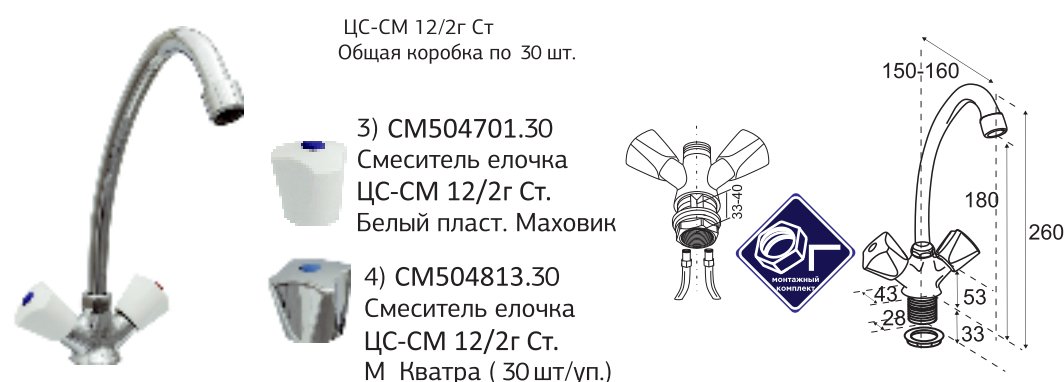 ЦС-СМ 12/2г Ст
Общая коробка по 30 шт.
3) СМ504701.30
Смеситель елочка
ЦС-СМ 12/2г Ст.
Белый пласт. Маховик
4) СМ504813.30
Смеситель елочка
ЦС-СМ 12/2г Ст.
М Кватра ( 30 шт/уп.)
33-40
монтажный
комплект
150-160
180
260
43
53
28
33